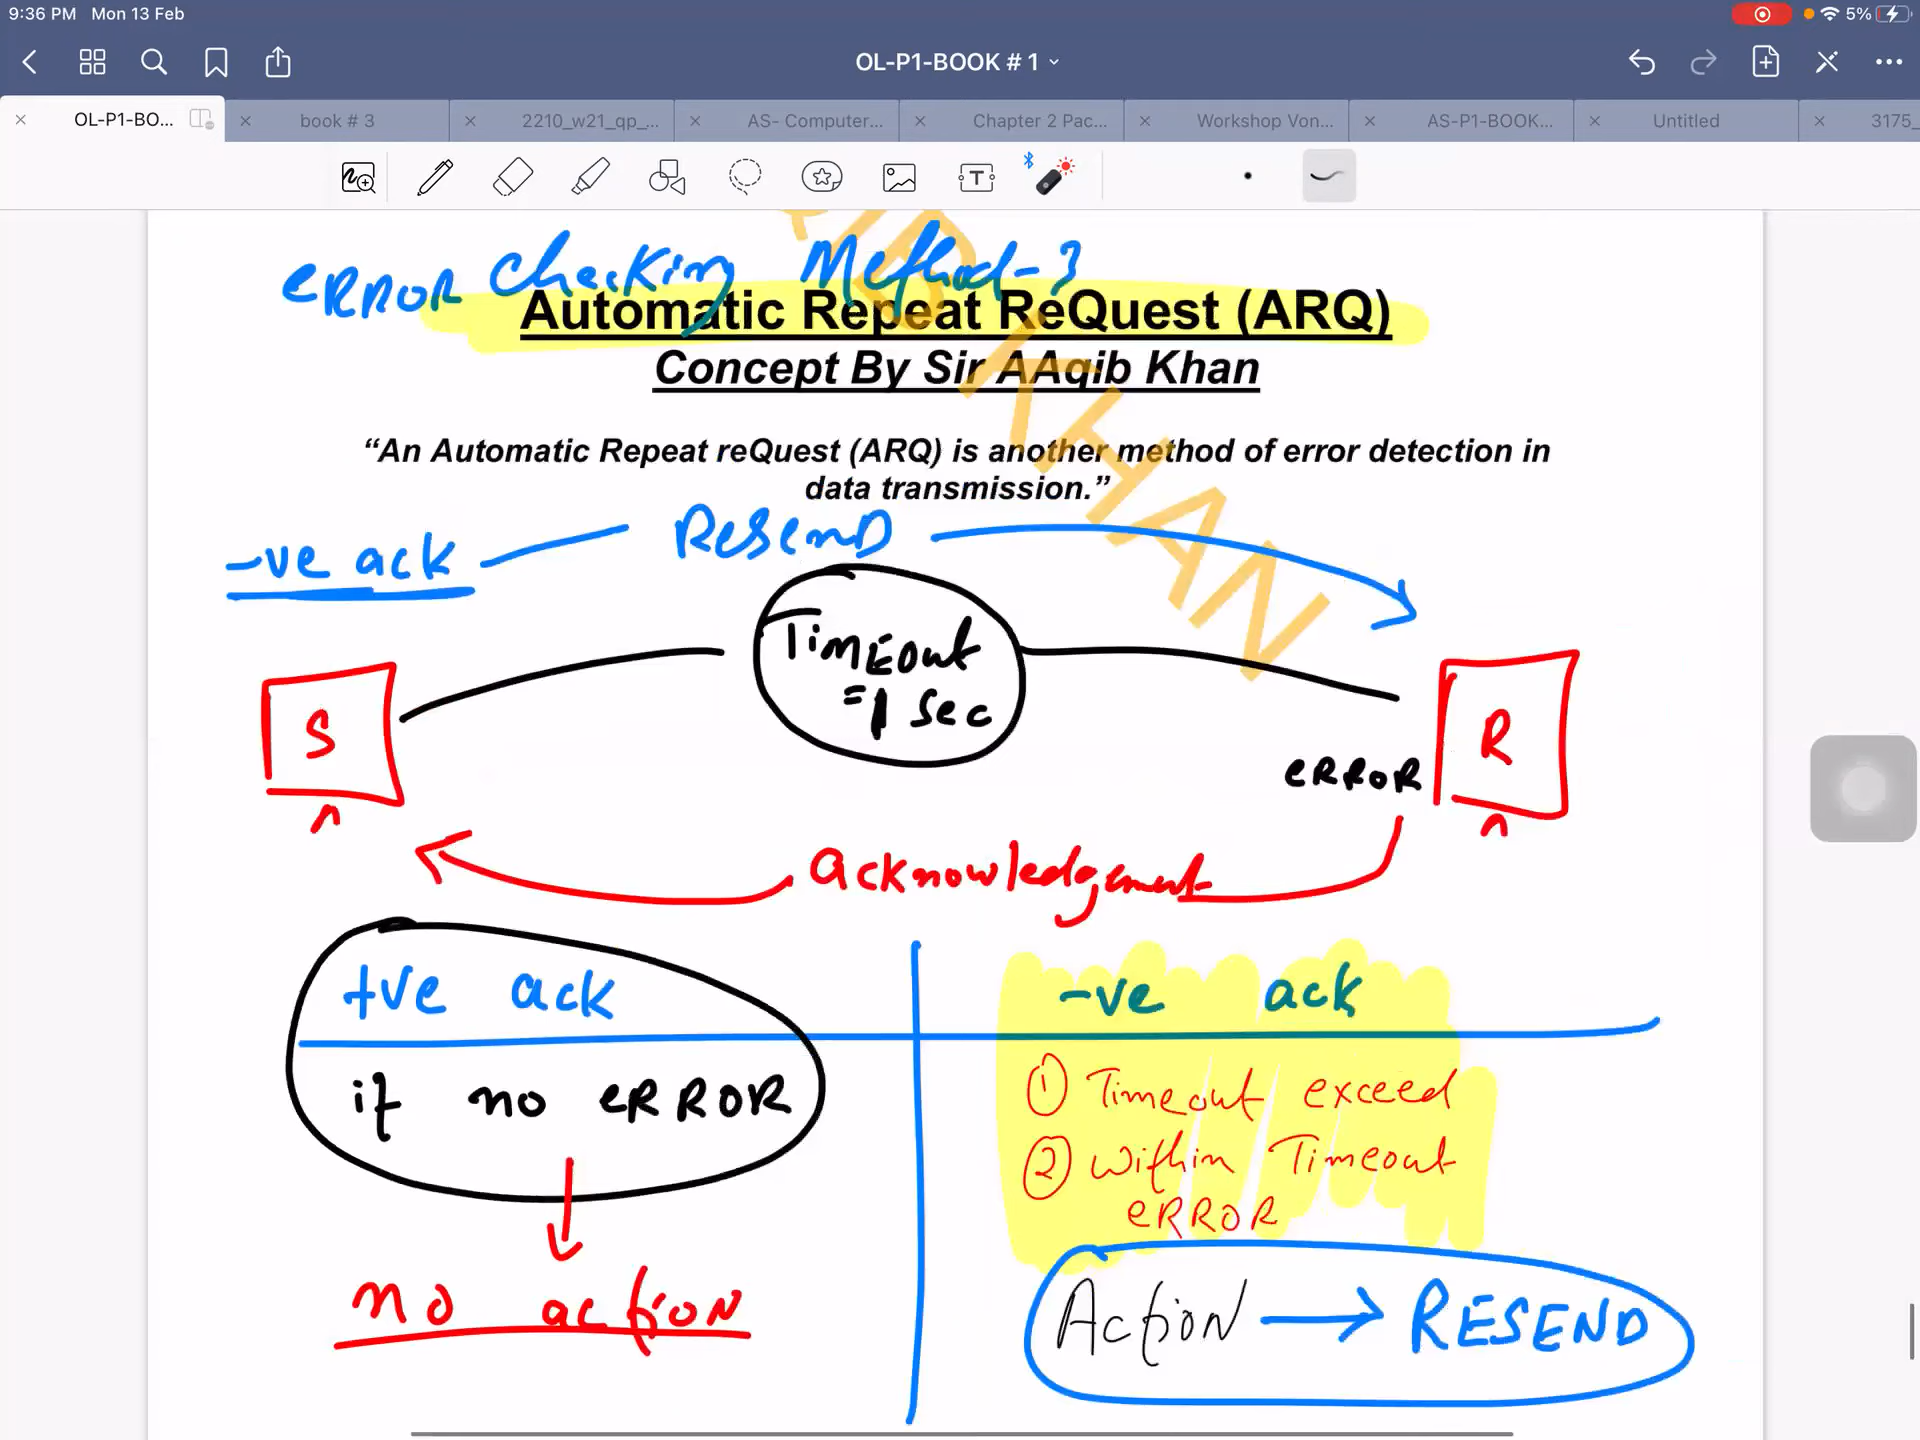 9:36 PM Mon 13 Feb
5%
OL-P1-BOOK # 1
OL-P1-BO...
book # 3
2210_w21_qp_...
AS- Computer...
Chapter 2 Pac...
Workshop Von...
AS-P1-BOOK...
Untitled
3175_
ERROR Checking Method-3
Automatic Repeat ReQuest (ARQ)
Concept By Sir AAqib Khan
“An Automatic Repeat reQuest (ARQ) is another method of error detection in
data transmission.”
KHAN
-ve ack
Resend
Timeout
=1 sec
S
R
ERROR
Acknowledgement
+ve ack
-ve ack
if no ERROR
① Timeout exceed
② within Timeout
ERROR
no action
Action → RESEND